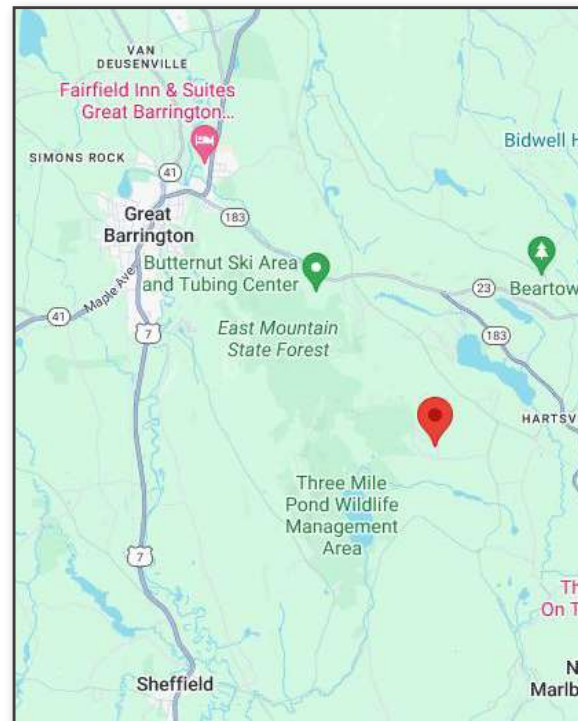 VAN
DEUSENVILLE
Fairfield Inn & Suites
Great Barrington...
Bidwell H
SIMONS ROCK
41
Great
Barrington
183
Butternut Ski Area
and Tubing Center
23
Beartow
Maple Ave
41
7
East Mountain
State Forest
183
HARTSV
Three Mile
Pond Wildlife
Management
Area
7
Th
On T
Sheffield
N
Marlb